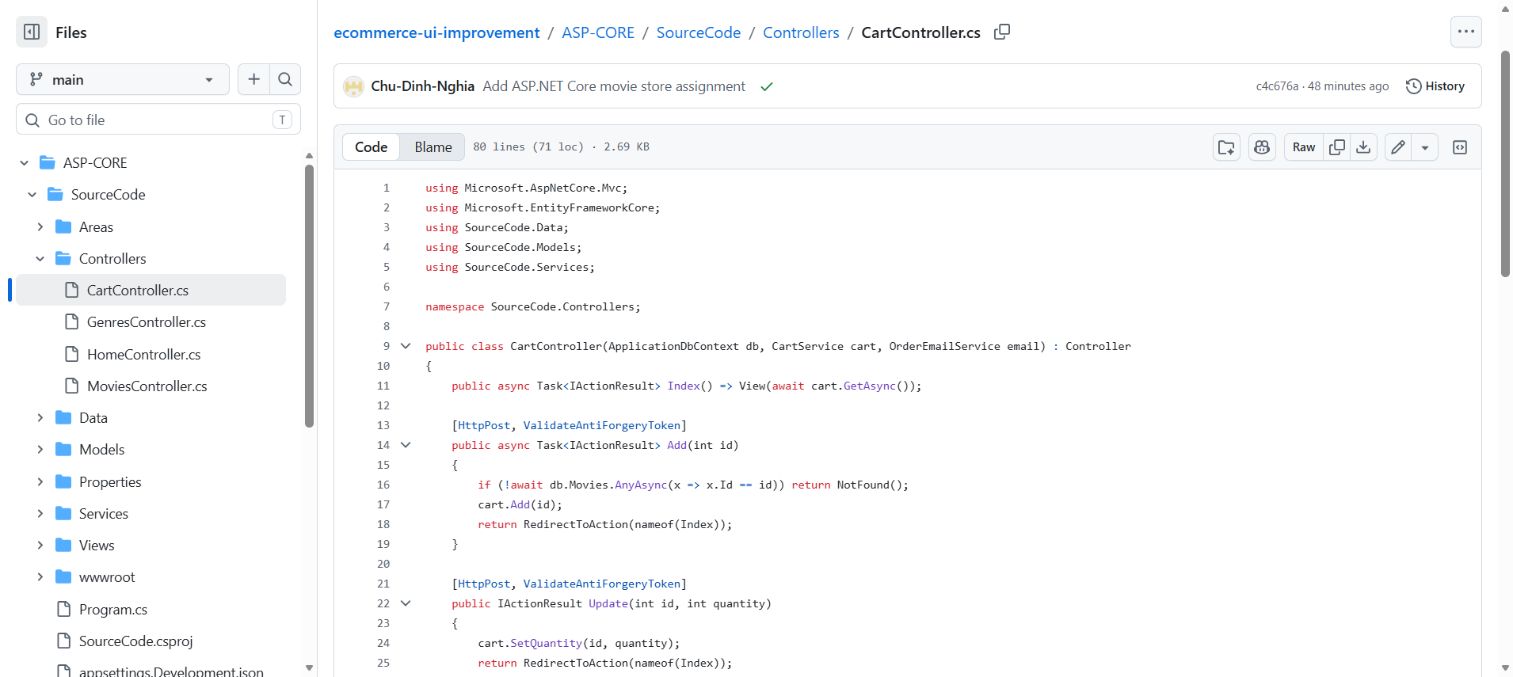 Files
main
Go to file
T
ASP-CORE
SourceCode
Areas
Controllers
CartController.cs
GenresController.cs
HomeController.cs
MoviesController.cs
Data
Models
Properties
Services
Views
wwwroot
Program.cs
SourceCode.csproj
appsettings.Development.json
ecommerce-ui-improvement / ASP-CORE / SourceCode / Controllers / CartController.cs
Chu-Dinh-Nghia Add ASP.NET Core movie store assignment
c4c676a · 48 minutes ago History
Code Blame 80 lines (71 loc) · 2.69 KB Raw
1 using Microsoft.AspNetCore.Mvc;
2 using Microsoft.EntityFrameworkCore;
3 using SourceCode.Data;
4 using SourceCode.Models;
5 using SourceCode.Services;
6
7 namespace SourceCode.Controllers;
8
9 public class CartController(ApplicationDbContext db, CartService cart, OrderEmailService email) : Controller
10 {
11 public async Task<IActionResult> Index() => View(await cart.GetAsync());
12
13 [HttpPost, ValidateAntiForgeryToken]
14 public async Task<IActionResult> Add(int id)
15 {
16 if (!await db.Movies.AnyAsync(x => x.Id == id)) return NotFound();
17 cart.Add(id);
18 return RedirectToAction(nameof(Index));
19 }
20
21 [HttpPost, ValidateAntiForgeryToken]
22 public IActionResult Update(int id, int quantity)
23 {
24 cart.SetQuantity(id, quantity);
25 return RedirectToAction(nameof(Index));